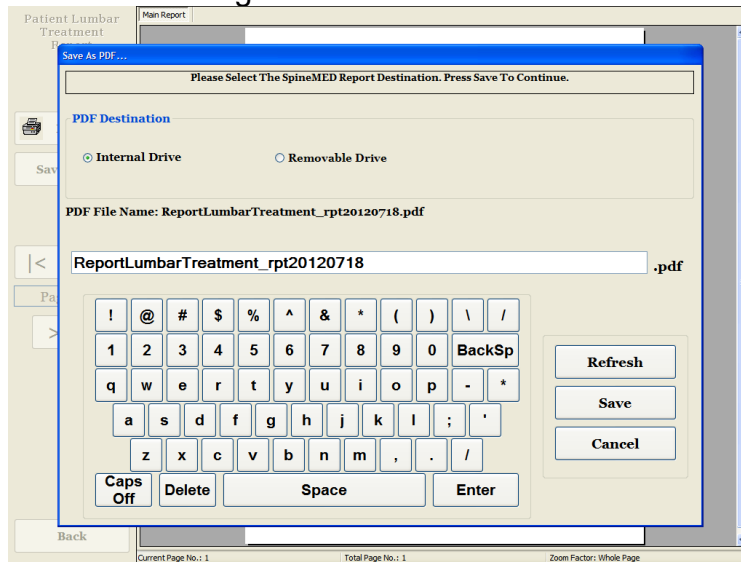 Patient Lumbar
Treatment
Main Report
Save As PDF...
Please Select The SpineMED Report Destination. Press Save To Continue.
PDF Destination
Internal Drive
Removable Drive
PDF File Name: ReportLumbarTreatment_rpt20120718.pdf
ReportLumbarTreatment_rpt20120718
.pdf
! @ # $ % ^ & * ( ) \ /
1 2 3 4 5 6 7 8 9 0 BackSp
q w e r t y u i o p - *
a s d f g h j k l ; '
z x c v b n m , . /
Caps Off Delete Space Enter
Refresh
Save
Cancel
|<
>
Back
Current Page No.: 1
Total Page No.: 1
Zoom Factor: Whole Page